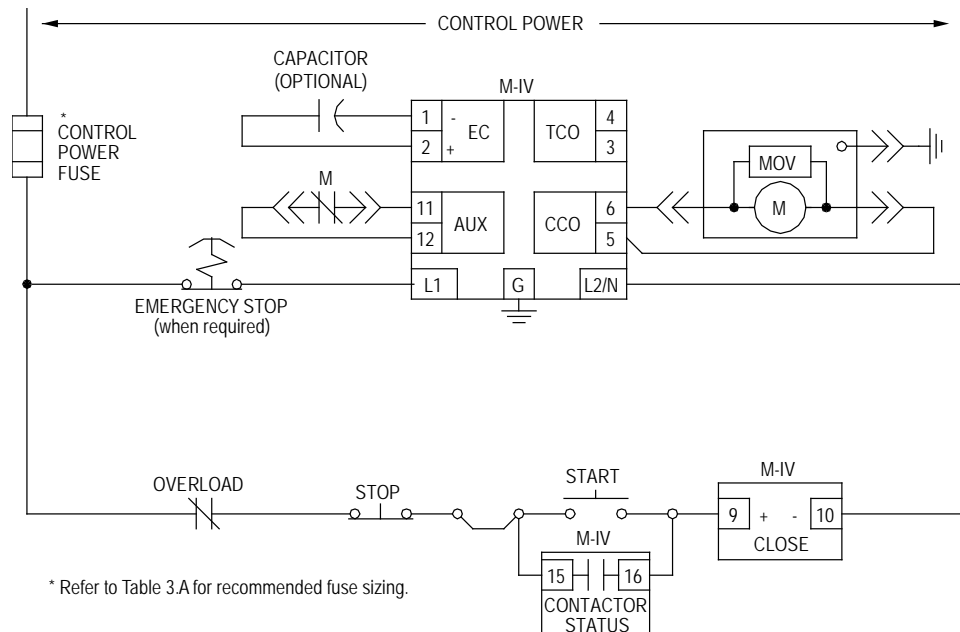 CONTROL POWER
CAPACITOR
(OPTIONAL)
M-IV
*
CONTROL
POWER
FUSE
1 - EC TCO 4
2 + 3
MOV
M
11 AUX CCO 6
12 5
M
L1 G L2/N
EMERGENCY STOP
(when required)
OVERLOAD
STOP
START
M-IV
9 + - 10
CLOSE
M-IV
15 16
CONTACTOR
STATUS
* Refer to Table 3.A for recommended fuse sizing.